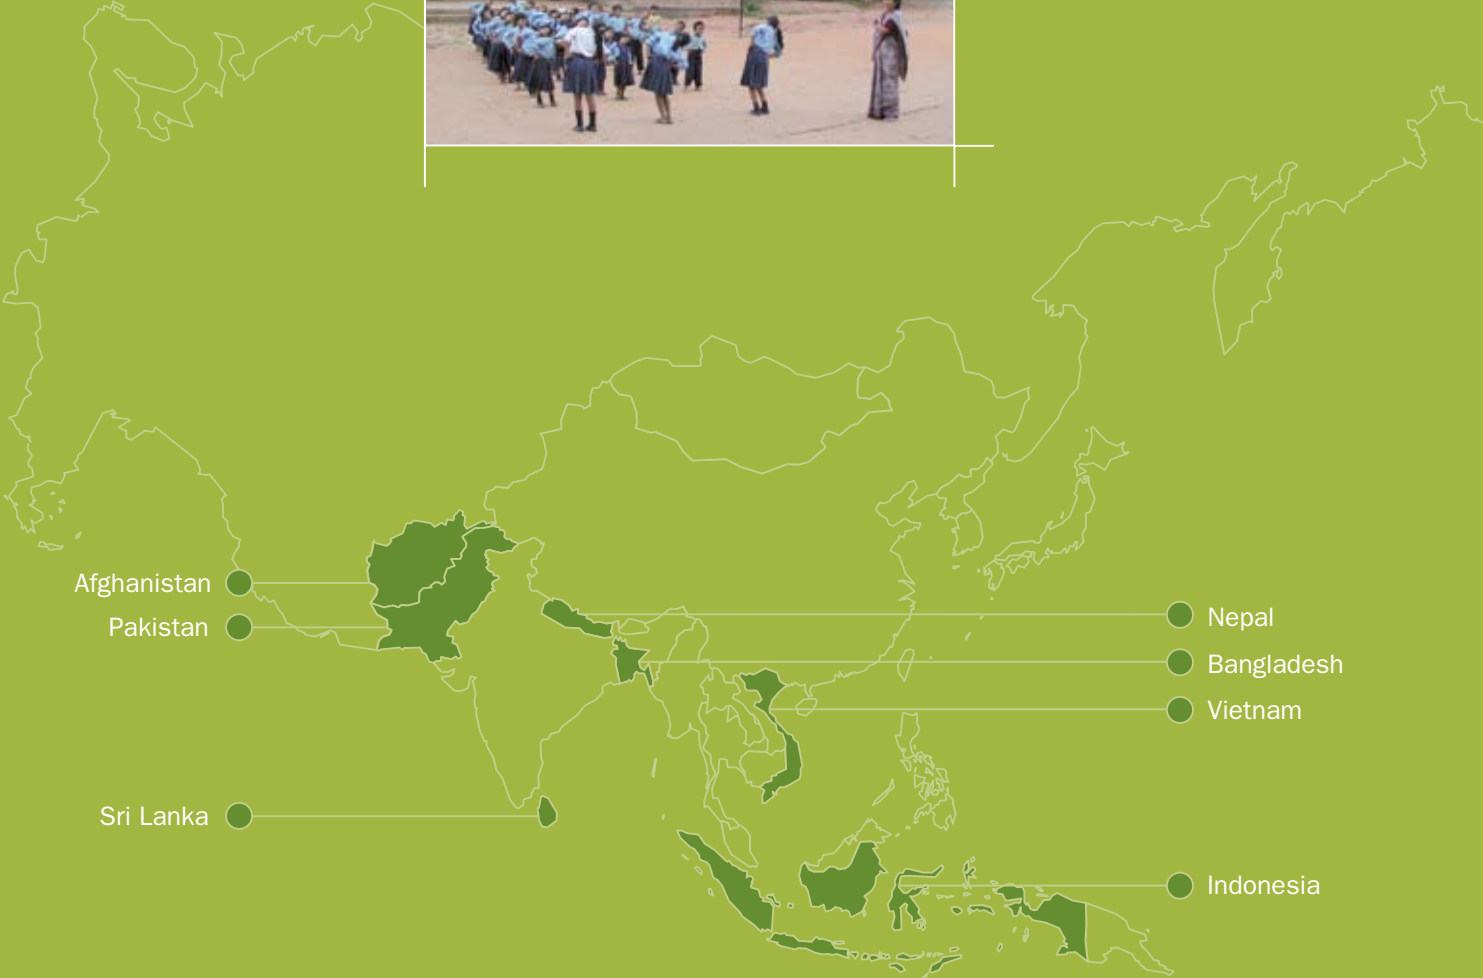 Afghanistan
Pakistan
Sri Lanka
Nepal
Bangladesh
Vietnam
Indonesia